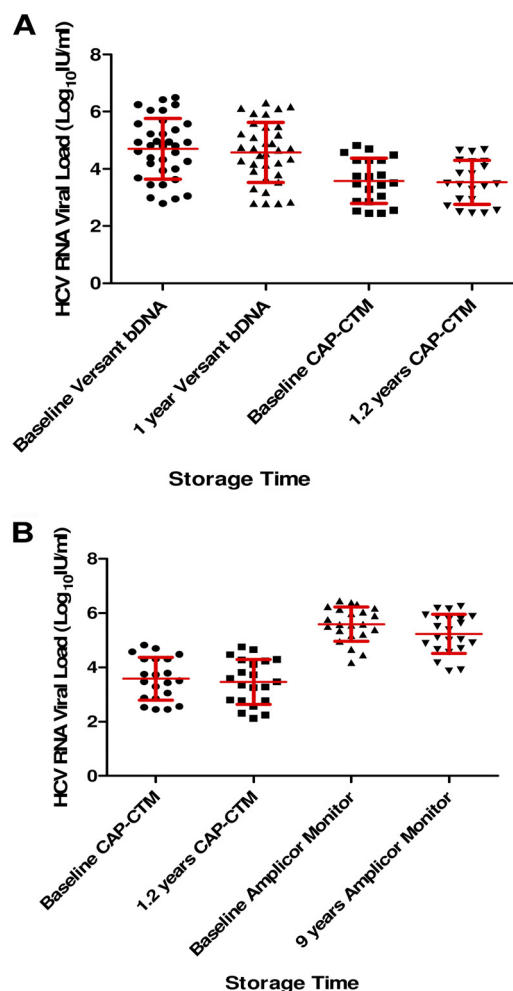 A
HCV RNA Viral Load (Log10IU/ml)
8
6
4
2
0
Baseline Versant bDNA
1 year Versant bDNA
Baseline CAP-CTM
1.2 years CAP-CTM
Storage Time
B
HCV RNA Viral Load (Log10IU/ml)
8
6
4
2
0
Baseline CAP-CTM
1.2 years CAP-CTM
Baseline Amplicor Monitor
9 years Amplicor Monitor
Storage Time